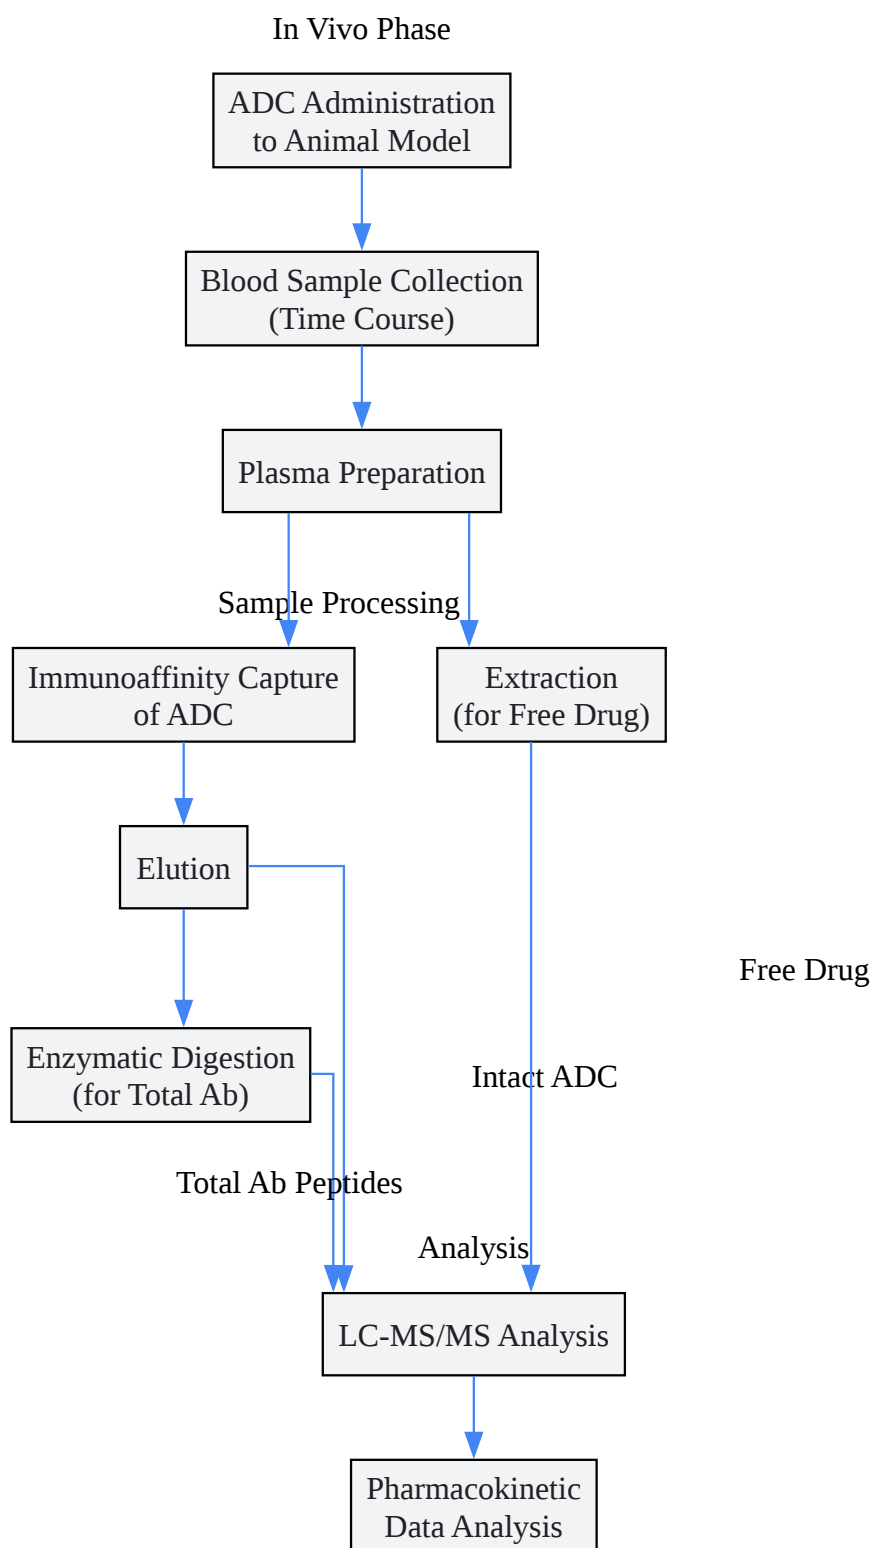 In Vivo Phase
ADC Administration
to Animal Model
Blood Sample Collection
(Time Course)
Plasma Preparation
Sample Processing
Immunoaffinity Capture
of ADC
Extraction
(for Free Drug)
Elution
Free Drug
Enzymatic Digestion
(for Total Ab)
Intact ADC
Total Ab Peptides
Analysis
LC-MS/MS Analysis
Pharmacokinetic
Data Analysis